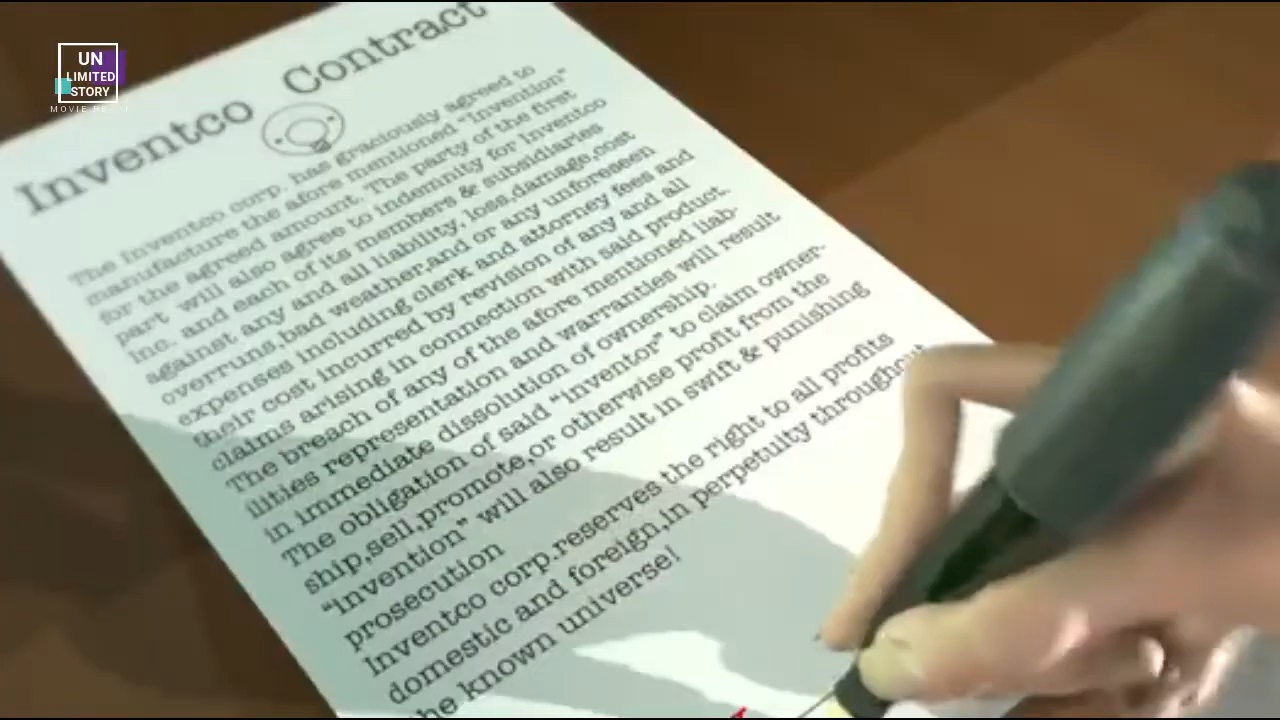 UN
LIMITED
STORY
Inventco Contract
The Inventco corp. has graciously agreed to
manufacture the afore mentioned "Invention"
for the agreed amount. The party of the first
part will also agree to indemnity for Inventco
Inc. and each of its members & subsidiaries
against any and all liability, loss,damage,cost
overruns,bad weather,and or any unforeseen
expenses including clerk and attorney fees and
their cost incurred by revision of any and all
claims arising in connection with said product.
The breach of any of the afore mentioned liab-
ilities representation and warranties will result
in immediate dissolution of ownership.
The obligation of said "inventor" to claim owner-
ship,sell,promote,or otherwise profit from the
"invention" will also result in swift & punishing
prosecution
Inventco corp.reserves the right to all profits
domestic and foreign,in perpetuity throughout
the known universe!